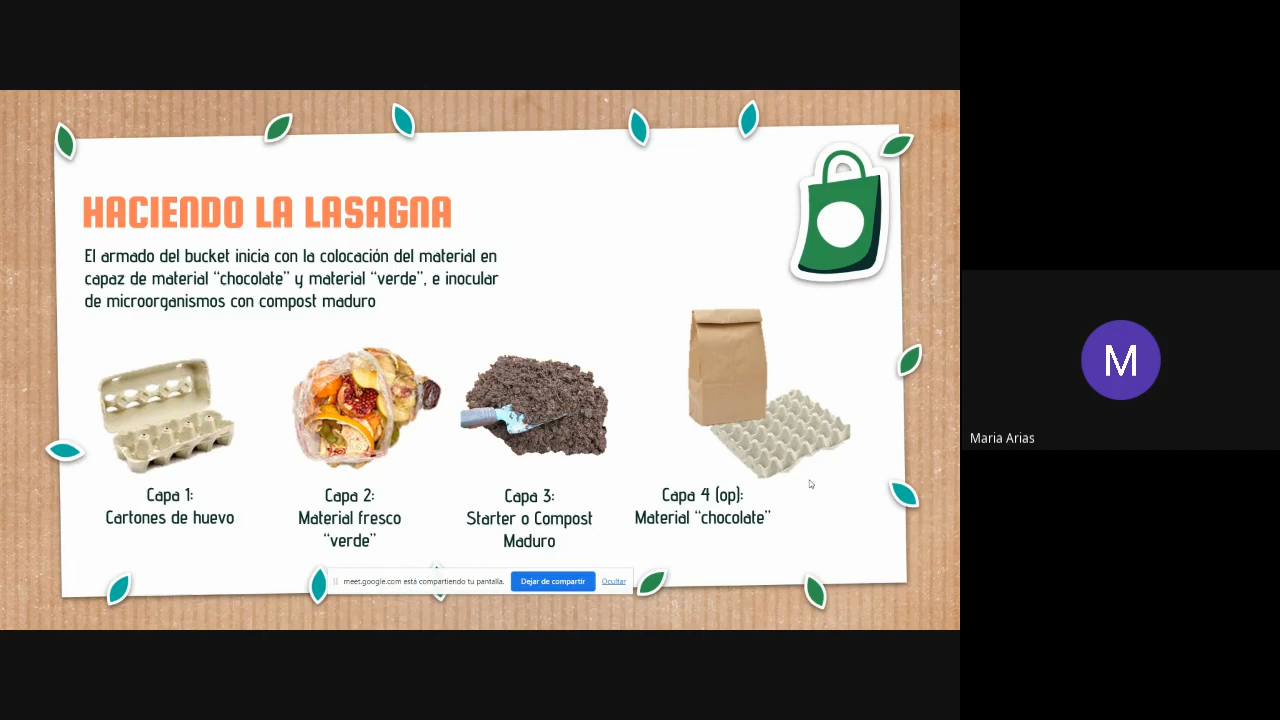 HACIENDO LA LASAGNA
El armado del bucket inicia con la colocación del material en
capaz de material “chocolate” y material “verde”, e inocular
de microorganismos con compost maduro
Capa 1:
Cartones de huevo
Capa 2:
Material fresco
“verde”
Capa 3:
Starter o Compost
Maduro
Capa 4 (op):
Material “chocolate”
meet.google.com está compartiendo tu pantalla.
Dejar de compartir
Ocultar
M
Maria Arias